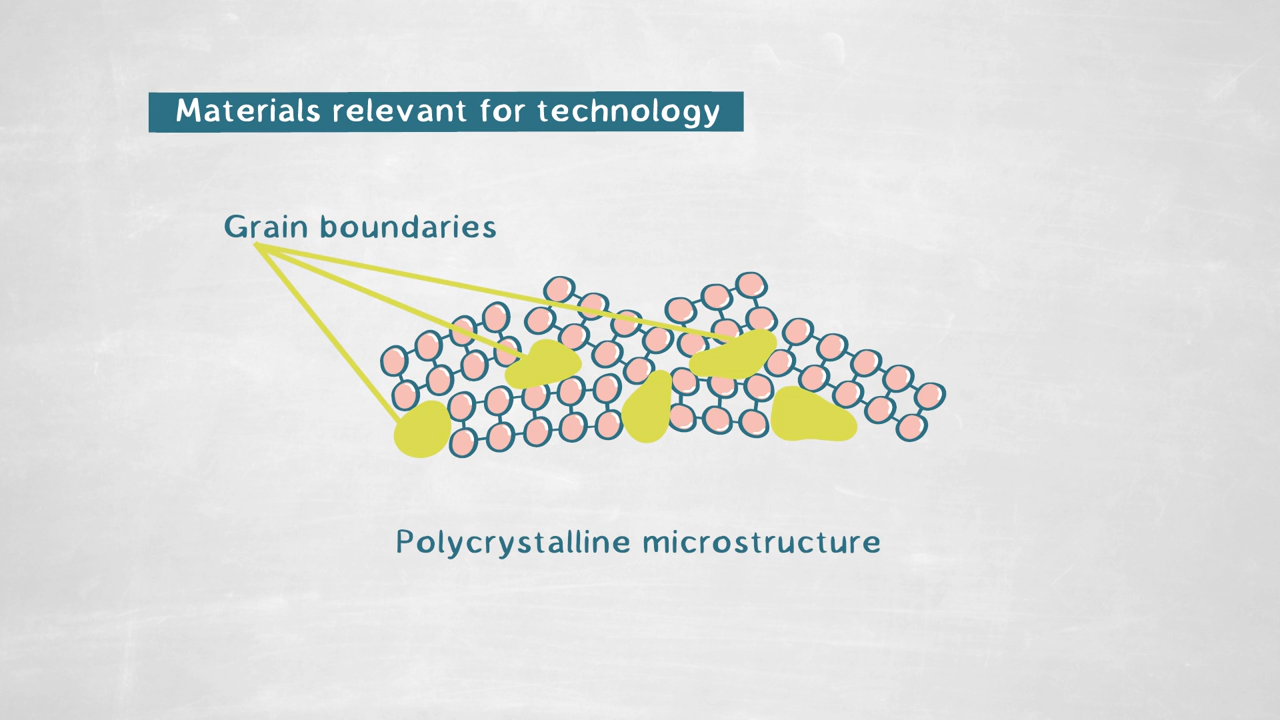 Materials relevant for technology
Grain boundaries
Polycrystalline microstructure